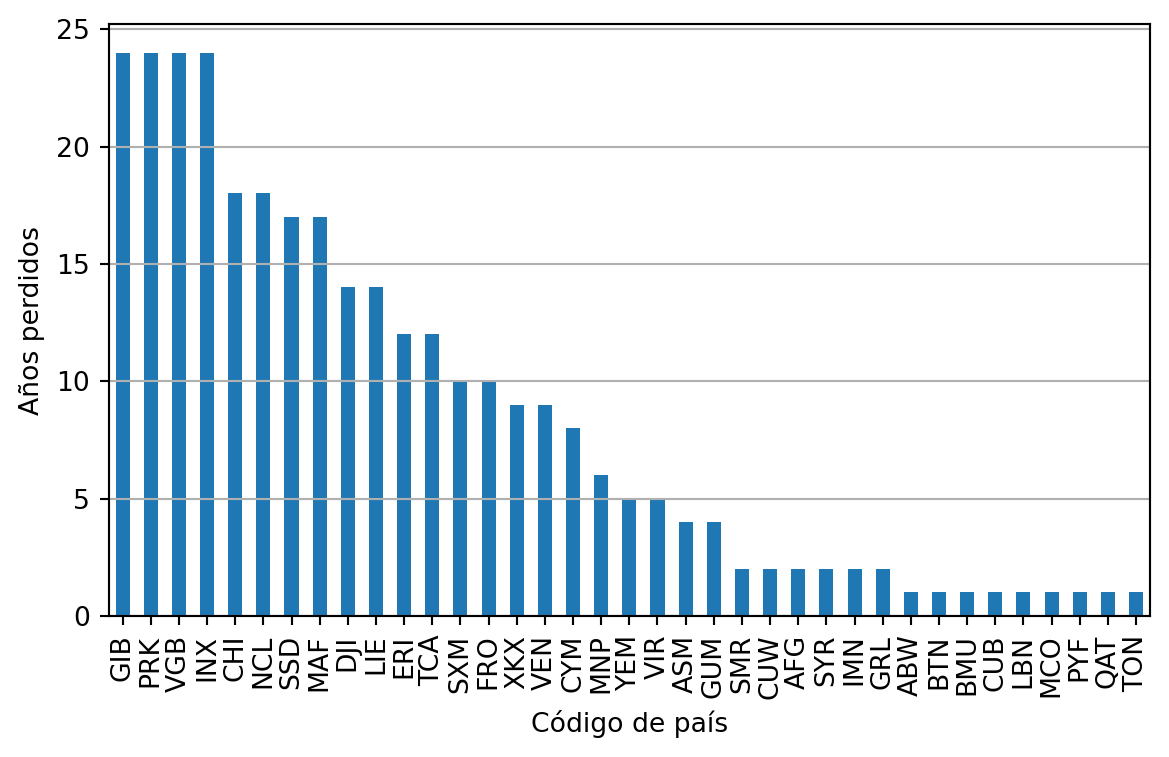 25
20
15
10
5
0
Años perdidos
GIB PRK VGB INX CHI NCL SSD MAF DJI LIE ERI TCA SXM FRO XKX VEN CYM MNP YEM VIR ASM GUM SMR CUW AFG SYR IMN GRL ABW BTN BMU CUB LBN MCO PYF QAT TON
Código de país